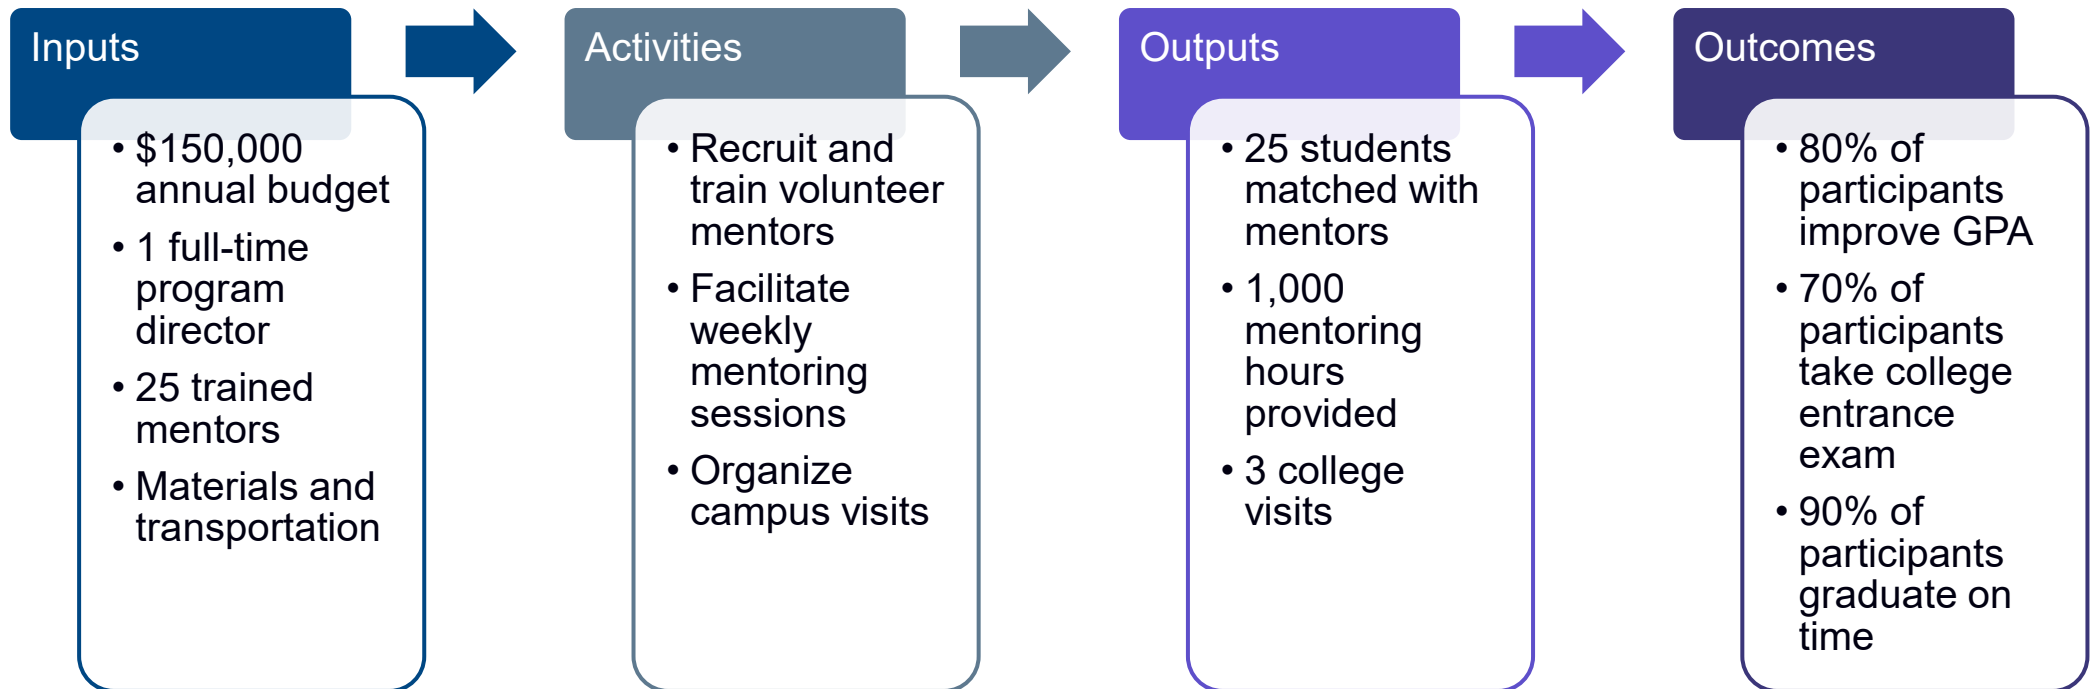 Inputs
• $150,000
annual budget
• 1 full-time
program
director
• 25 trained
mentors
• Materials and
transportation
Activities
• Recruit and
train volunteer
mentors
• Facilitate
weekly
mentoring
sessions
• Organize
campus visits
Outputs
• 25 students
matched with
mentors
• 1,000
mentoring
hours
provided
• 3 college
visits
Outcomes
• 80% of
participants
improve GPA
• 70% of
participants
take college
entrance
exam
• 90% of
participants
graduate on
time